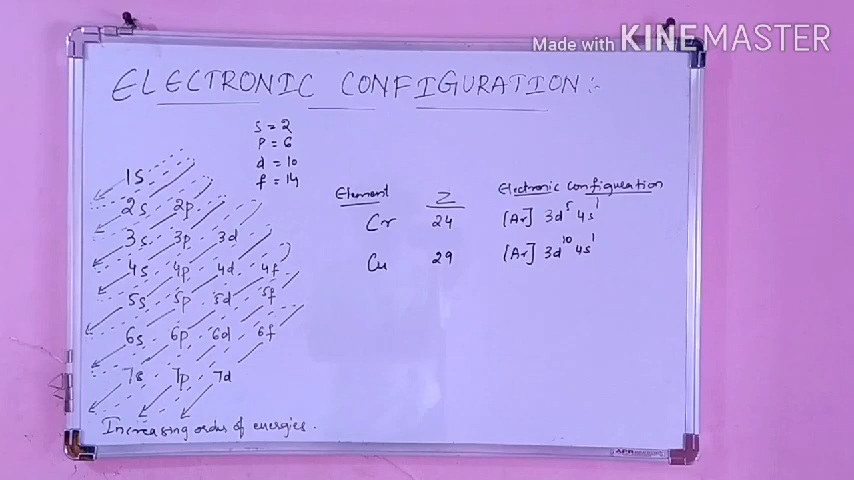 Made with KINEMASTER
ELECTRONIC CONFIGURATION :-
s = 2
p = 6
d = 10
f = 14
1s
2s 2p
3s 3p 3d
4s 4p 4d 4f
5s 5p 5d 5f
6s 6p 6d 6f
7s 7p 7d
Increasing order of energies.
Element Z Electronic configuration
Cr 24 [Ar] 3d⁵ 4s¹
Cu 29 [Ar] 3d¹⁰ 4s¹